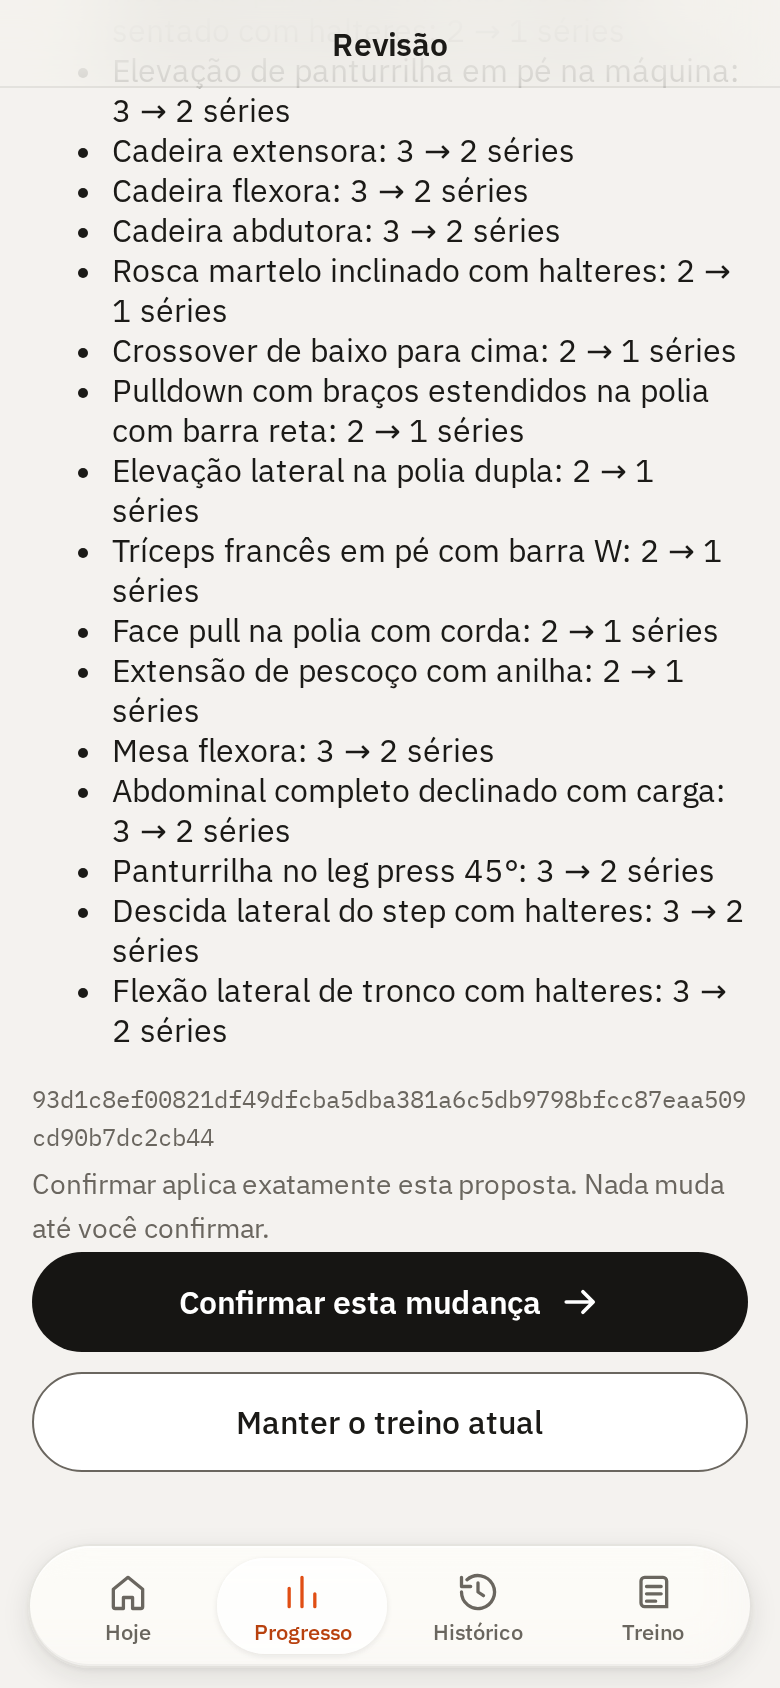 sentado com halteres: 2 → 1 séries
Revisão
Elevação de panturrilha em pé na máquina:
3 → 2 séries
Cadeira extensora: 3 → 2 séries
Cadeira flexora: 3 → 2 séries
Cadeira abdutora: 3 → 2 séries
Rosca martelo inclinado com halteres: 2 →
1 séries
Crossover de baixo para cima: 2 → 1 séries
Pulldown com braços estendidos na polia
com barra reta: 2 → 1 séries
Elevação lateral na polia dupla: 2 → 1
séries
Tríceps francês em pé com barra W: 2 → 1
séries
Face pull na polia com corda: 2 → 1 séries
Extensão de pescoço com anilha: 2 → 1
séries
Mesa flexora: 3 → 2 séries
Abdominal completo declinado com carga:
3 → 2 séries
Panturrilha no leg press 45°: 3 → 2 séries
Descida lateral do step com halteres: 3 → 2
séries
Flexão lateral de tronco com halteres: 3 →
2 séries
93d1c8ef00821df49dfcba5dba381a6c5db9798bfcc87eaa509
cd90b7dc2cb44
Confirmar aplica exatamente esta proposta. Nada muda
até você confirmar.
Confirmar esta mudança →
Manter o treino atual
Hoje
Progresso
Histórico
Treino